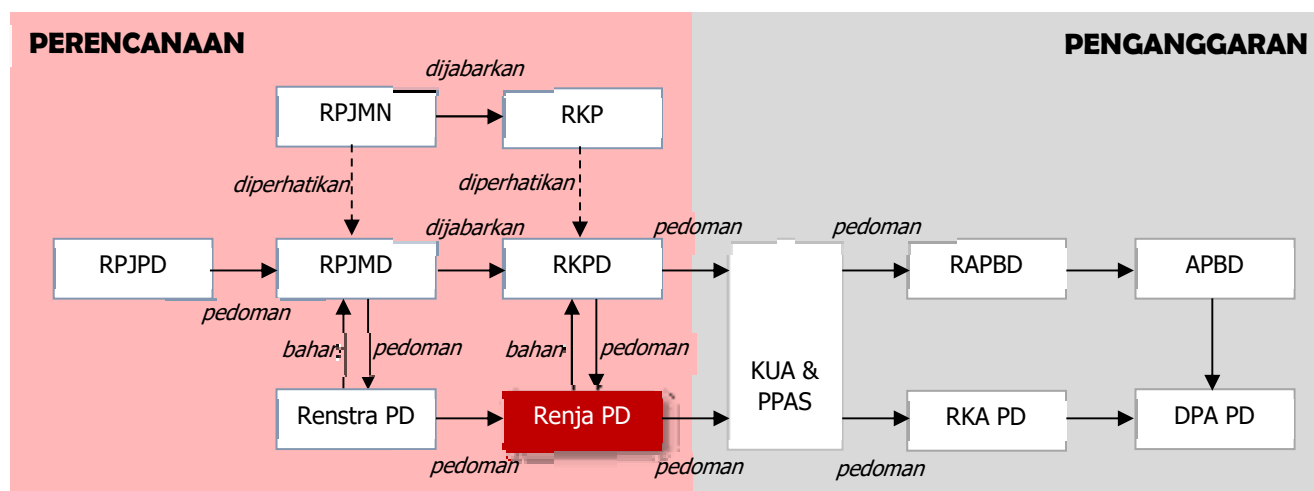 PERENCANAAN
PENGANGGARAN
dijabarkan
RPJMN
RKP
diperhatikan
diperhatikan
dijabarkan
pedoman
pedoman
RPJPD
RPJMD
RKPD
RAPBD
APBD
pedoman
bahan
pedoman
bahan
pedoman
KUA &
PPAS
Renstra PD
Renja PD
RKA PD
DPA PD
pedoman
pedoman
pedoman